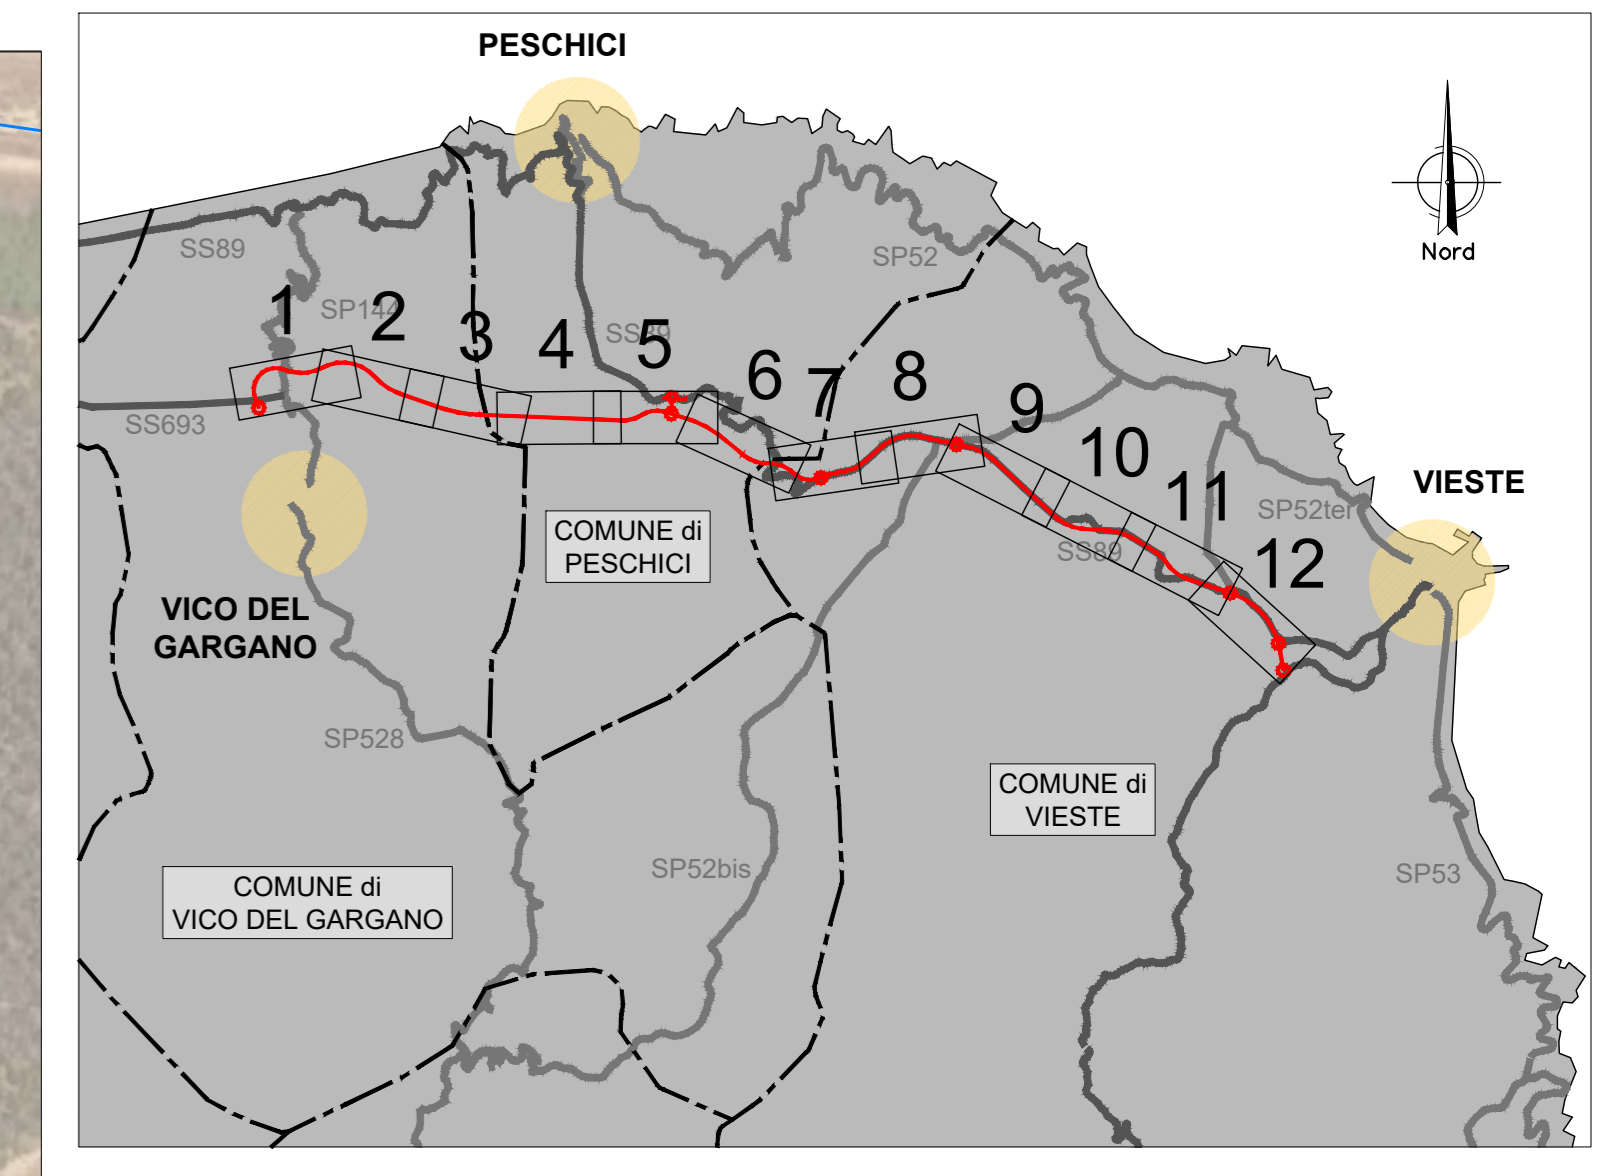 PESCHICI
Nord
SS89
SP52
1
SP144
2
3
4
SS89
5
6
7
8
9
10
11
12
SS693
SP52ter
VIESTE
COMUNE di
PESCHICI
SS89
VICO DEL
GARGANO
SP528
COMUNE di
VIESTE
SP52bis
SP53
COMUNE di
VICO DEL GARGANO